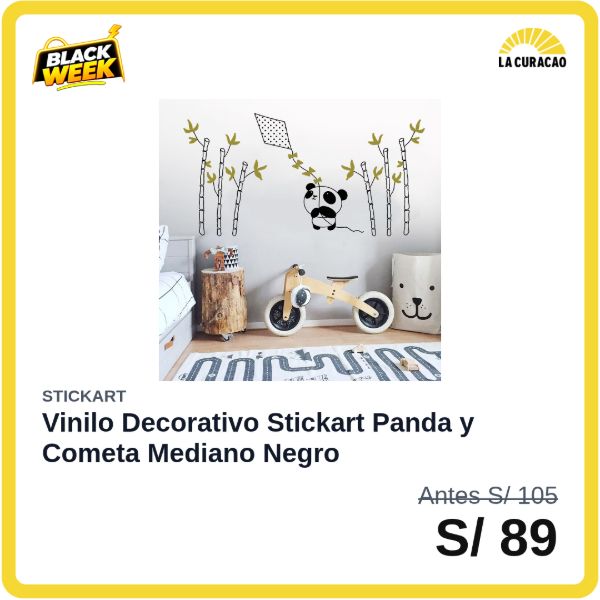 BLACK
WEEK
LA CURACAO
STICKART
Vinilo Decorativo Stickart Panda y
Cometa Mediano Negro
Antes S/ 105
S/ 89